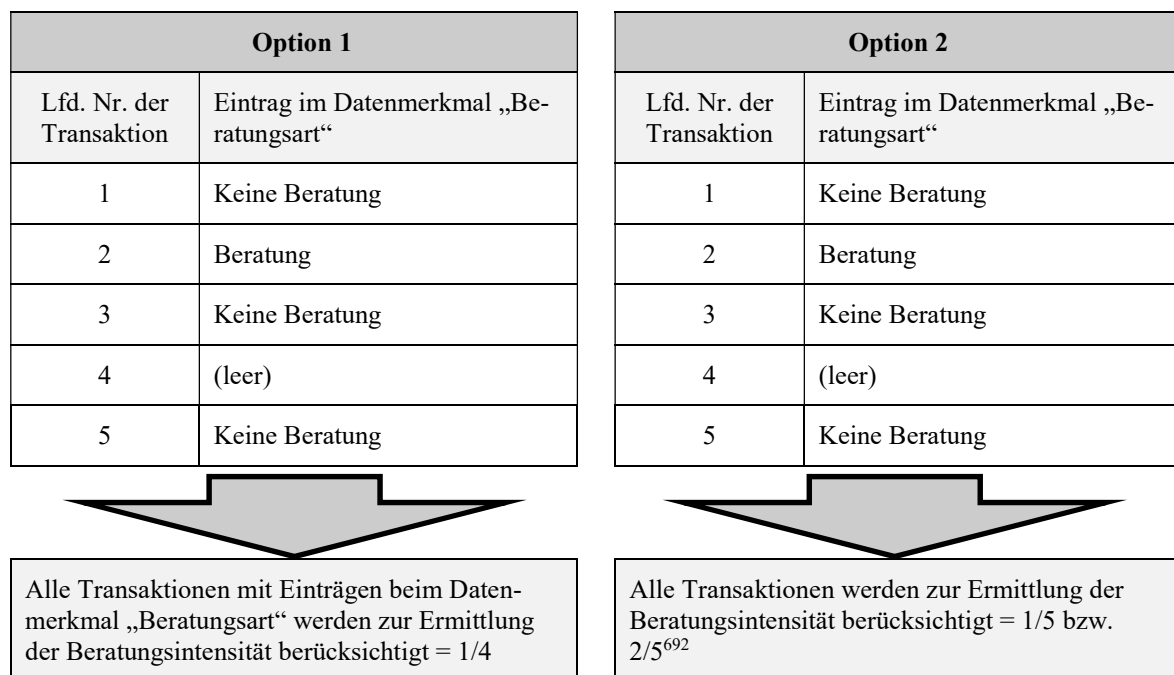 Option 1
Lfd. Nr. der Transaktion
Eintrag im Datenmerkmal „Be-
ratungsart“
1 Keine Beratung
2 Beratung
3 Keine Beratung
4 (leer)
5 Keine Beratung
Alle Transaktionen mit Einträgen beim Daten-
merkmal „Beratungsart“ werden zur Ermittlung
der Beratungsintensität berücksichtigt = 1/4
Option 2
Lfd. Nr. der Transaktion
Eintrag im Datenmerkmal „Be-
ratungsart“
1 Keine Beratung
2 Beratung
3 Keine Beratung
4 (leer)
5 Keine Beratung
Alle Transaktionen werden zur Ermittlung der
Beratungsintensität berücksichtigt = 1/5 bzw.
2/5⁶⁹²